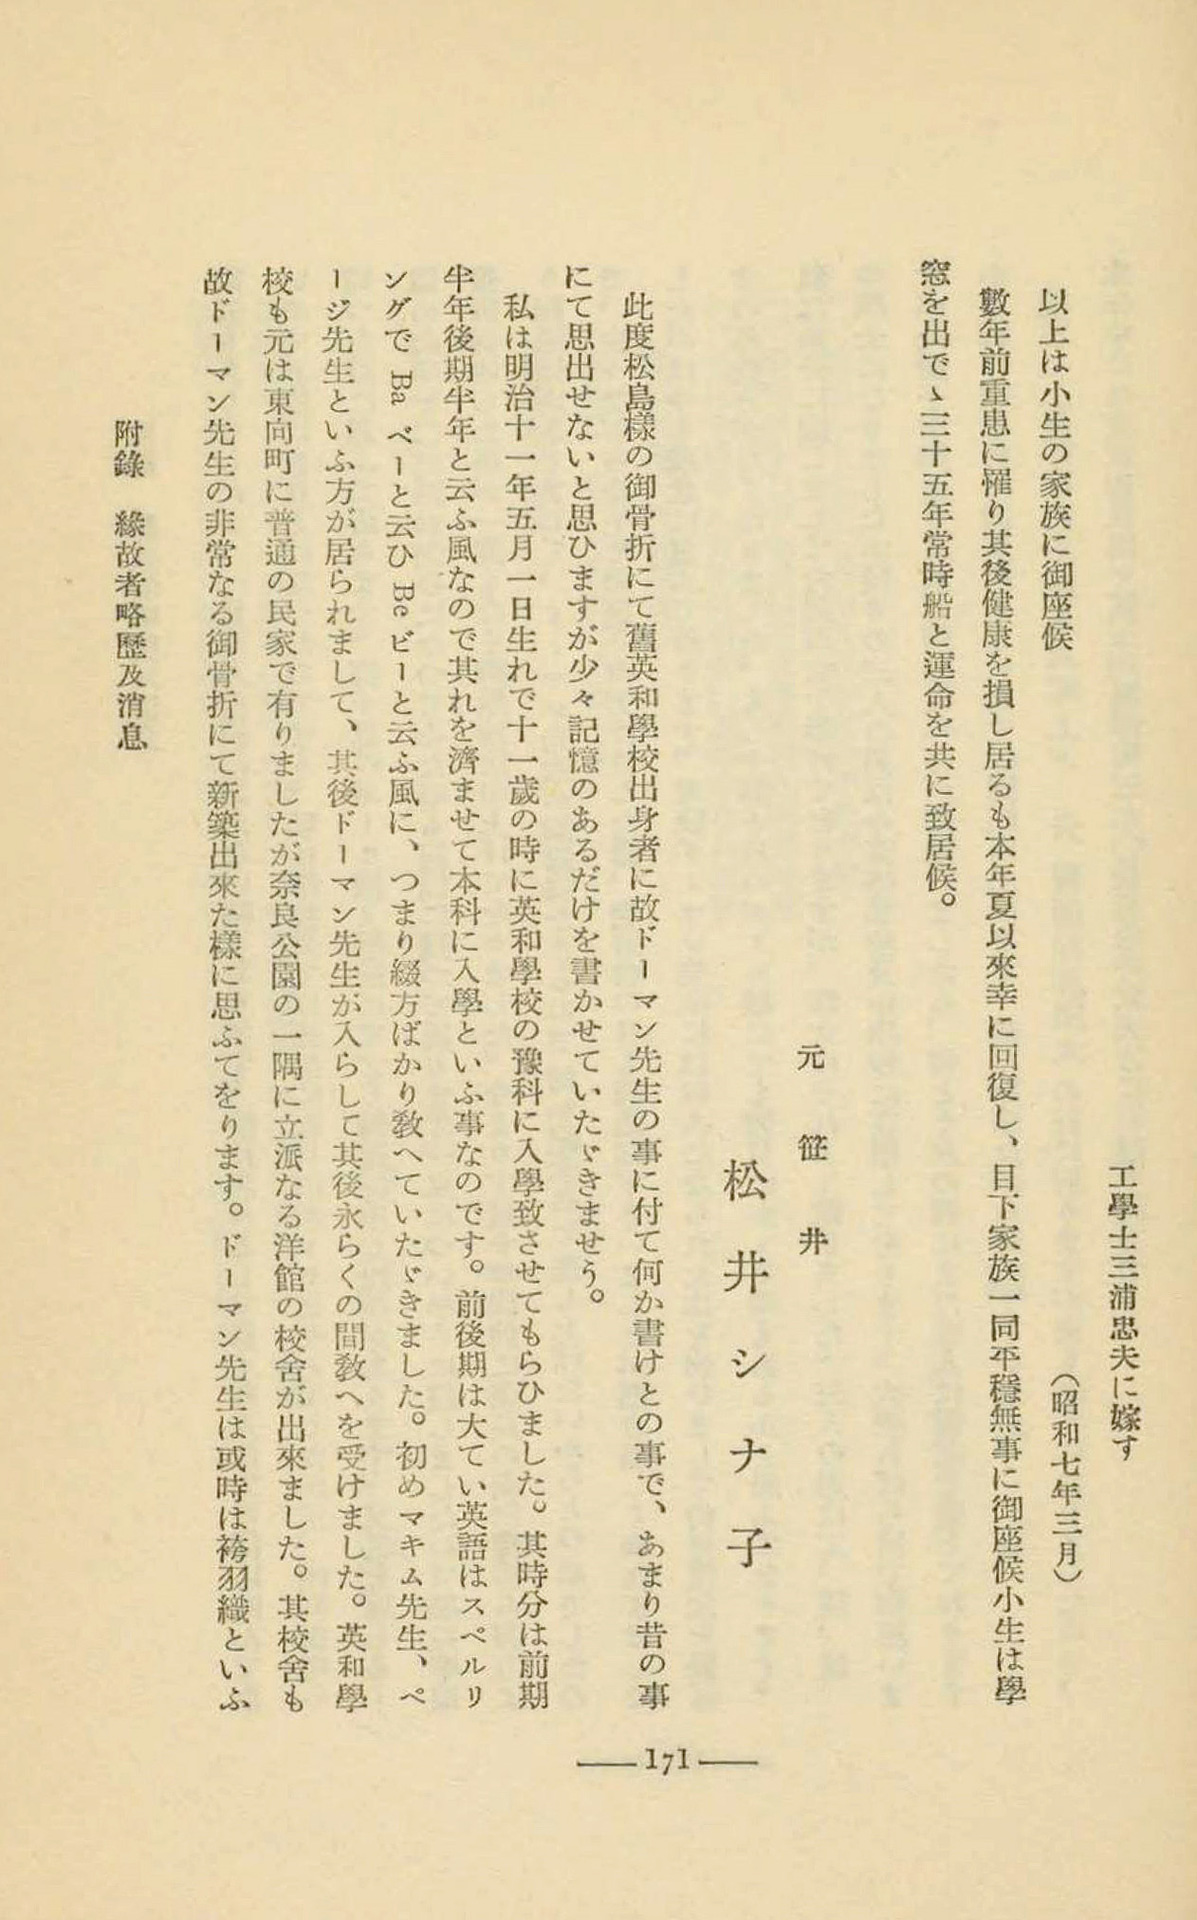 工學士三浦忠夫に嫁す
以上は小生の家族に御座候
（昭和七年三月）
數年前重患に罹り其後健康を損し居るも本年夏以來幸に回復し、目下家族一同平穩無事に御座候小生は學
窓を出でゝ三十五年常時船と運命を共に致居候。
元笹井
松井シナ子
此度松島樣の御骨折にて舊英和學校出身者に故ドーマン先生の事に付て何か書けとの事で、あまり昔の事
にて思出せないと思ひますが少々記憶のあるだけを書かせていたゞきませう。
私は明治十一年五月一日生れで十一歲の時に英和學校の豫科に入學致させてもらひました。其時分は前期
半年後期半年と云ふ風なので其れを濟ませて本科に入學といふ事なのです。前後期は大てい英語はスペルリ
ングで Ba ベーと云ひ Be ビーと云ふ風に、つまり綴方ばかり敎へていたゞきました。初めマキム先生、ペ
ージ先生といふ方が居られまして、其後ドーマン先生が入らして其後永らくの間敎へを受けました。英和學
校も元は東向町に普通の民家で有りましたが奈良公園の一隅に立派なる洋館の校舍が出來ました。其校舍も
故ドーマン先生の非常なる御骨折にて新築出來た樣に思ふてをります。ドーマン先生は或時は袴羽織といふ
附錄　緣故者略歷及消息
171